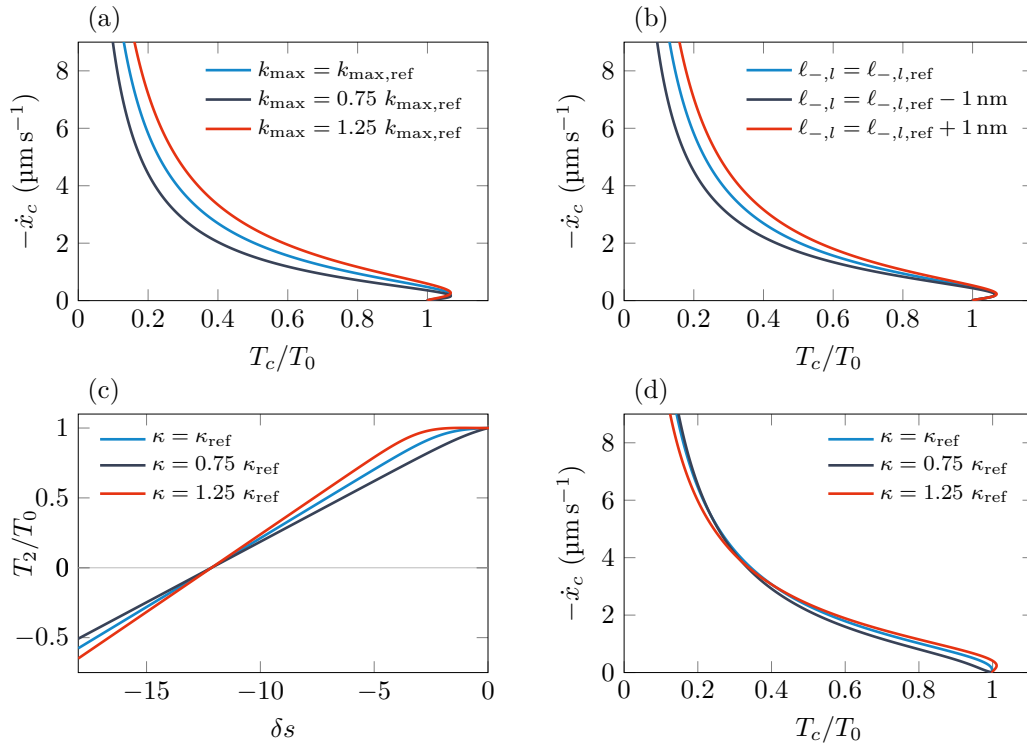 (a)
8
6
4
2
0
−ẋ_c (µm s⁻¹)
k_max = k_max,ref
k_max = 0.75 k_max,ref
k_max = 1.25 k_max,ref
0 0.2 0.4 0.6 0.8 1
T_c/T_0
(b)
8
6
4
2
0
−ẋ_c (µm s⁻¹)
ℓ_−,l = ℓ_−,l,ref
ℓ_−,l = ℓ_−,l,ref − 1 nm
ℓ_−,l = ℓ_−,l,ref + 1 nm
0 0.2 0.4 0.6 0.8 1
T_c/T_0
(c)
1
0.5
0
−0.5
T_2/T_0
κ = κ_ref
κ = 0.75 κ_ref
κ = 1.25 κ_ref
−15 −10 −5 0
δs
(d)
8
6
4
2
0
−ẋ_c (µm s⁻¹)
κ = κ_ref
κ = 0.75 κ_ref
κ = 1.25 κ_ref
0 0.2 0.4 0.6 0.8 1
T_c/T_0